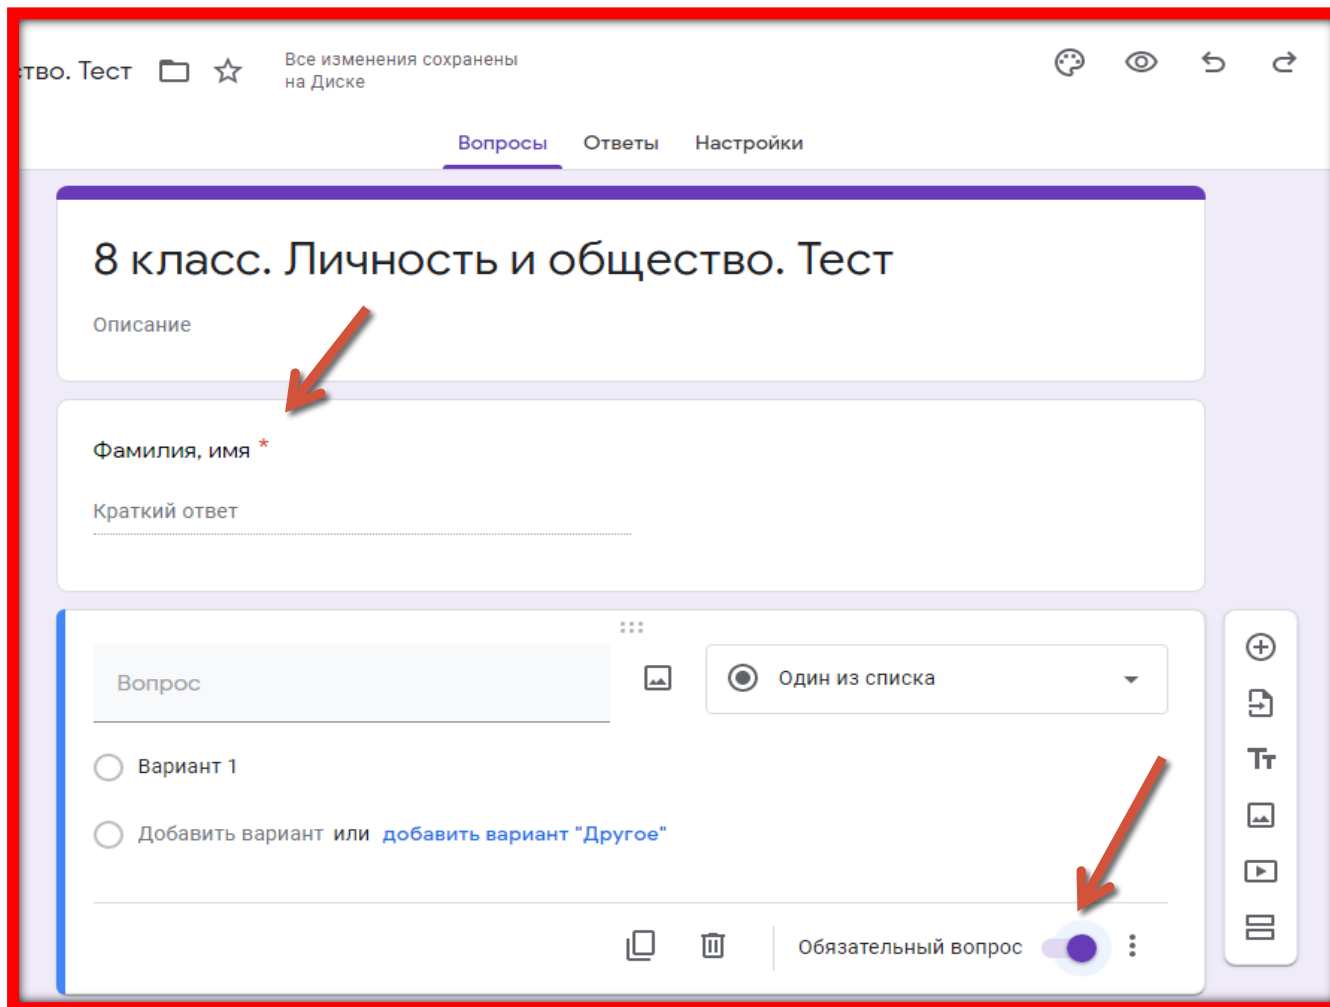 тво. Тест
Все изменения сохранены
на Диске
Вопросы Ответы Настройки
8 класс. Личность и общество. Тест
Описание
Фамилия, имя *
Краткий ответ
Вопрос
Один из списка
Вариант 1
Добавить вариант или добавить вариант "Другое"
Обязательный вопрос